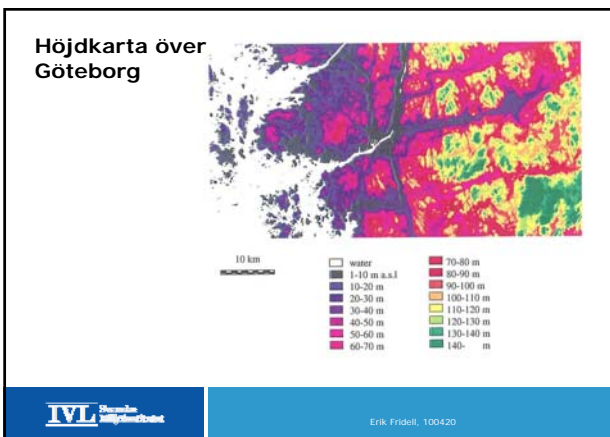 Höjdkarta över
Göteborg
10 km
water
1-10 m a.s.l
10-20 m
20-30 m
30-40 m
40-50 m
50-60 m
60-70 m
70-80 m
80-90 m
90-100 m
100-110 m
110-120 m
120-130 m
130-140 m
140- m
IVL Svenska
Miljöinstitutet
Erik Fridell, 100420